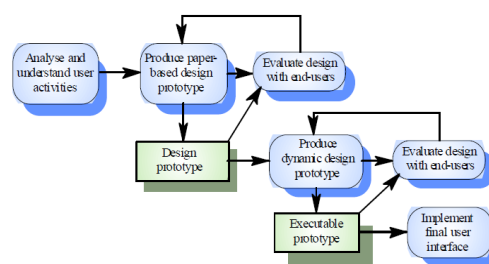 Analyse and
understand user
activities
Produce paper-
based design
prototype
Evaluate design
with end-users
Design
prototype
Produce
dynamic design
prototype
Evaluate design
with end-users
Executable
prototype
Implement
final user
interface